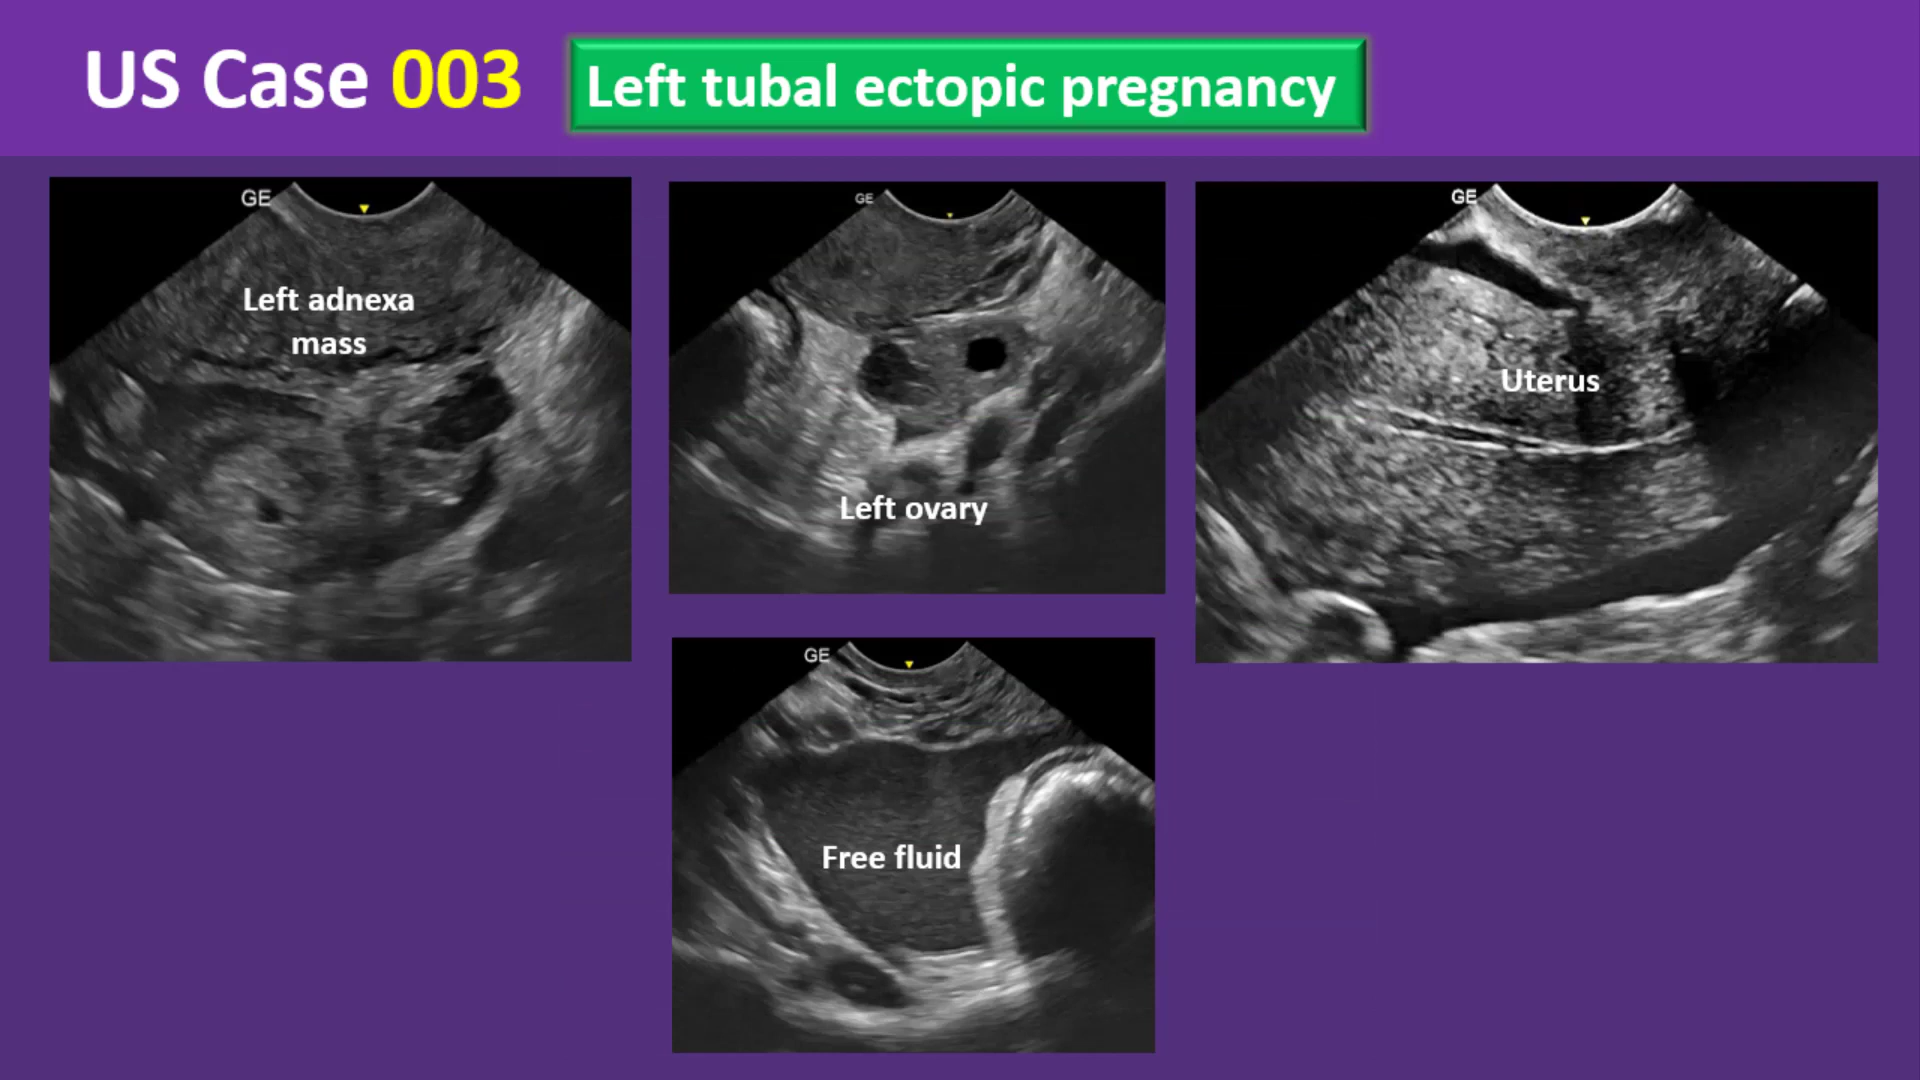 US Case 003
Left tubal ectopic pregnancy
GE
Left adnexa
mass
GE
Left ovary
GE
Uterus
GE
Free fluid